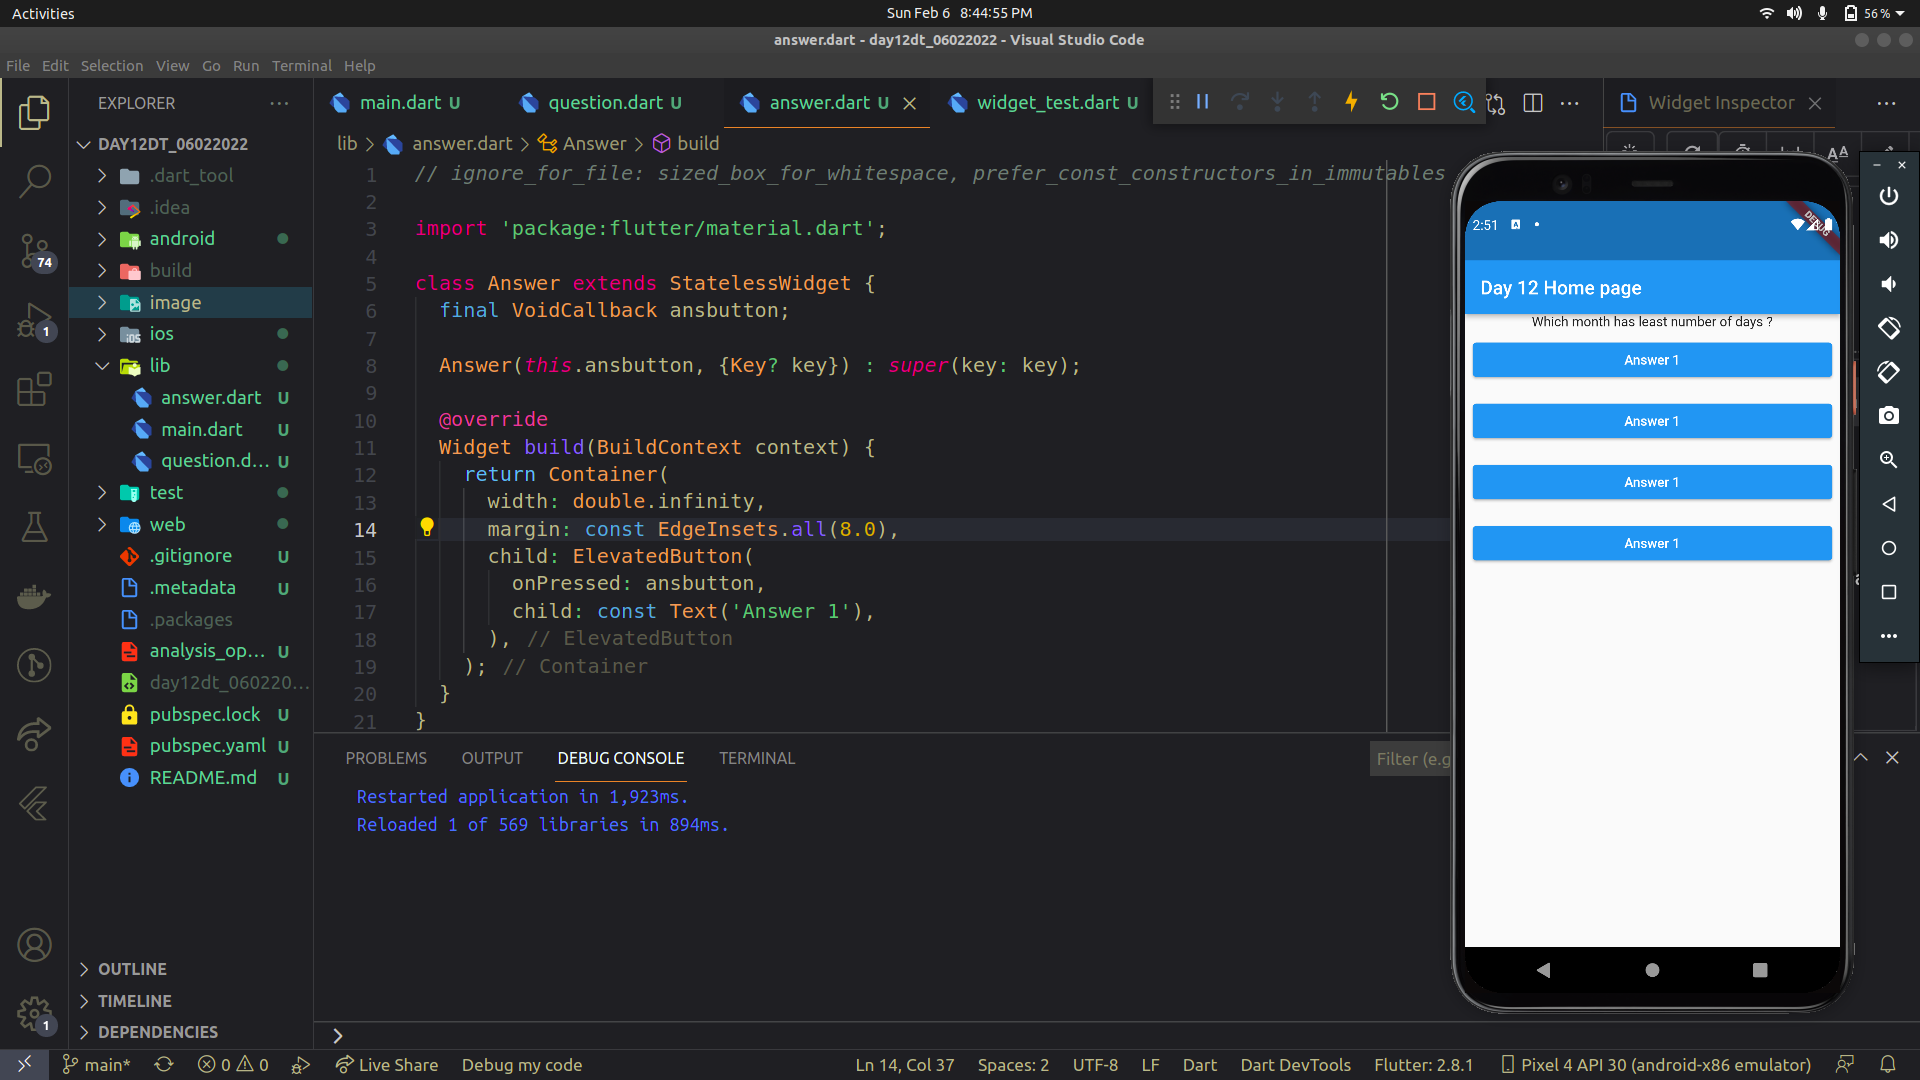 Activities
Sun Feb 6 8:44:55 PM
56 %
answer.dart - day12dt_06022022 - Visual Studio Code
File Edit Selection View Go Run Terminal Help
EXPLORER
main.dart U
question.dart U
answer.dart U
widget_test.dart U
Widget Inspector
DAY12DT_06022022
.dart_tool
.idea
android
build
image
ios
lib
answer.dart U
main.dart U
question.d... U
test
web
.gitignore U
.metadata U
.packages
analysis_op... U
day12dt_060220...
pubspec.lock U
pubspec.yaml U
README.md U
OUTLINE
TIMELINE
DEPENDENCIES
74
1
1
lib > answer.dart > Answer > build
1 // ignore_for_file: sized_box_for_whitespace, prefer_const_constructors_in_immutables
2
3 import 'package:flutter/material.dart';
4
5 class Answer extends StatelessWidget {
6 final VoidCallback ansbutton;
7
8 Answer(this.ansbutton, {Key? key}) : super(key: key);
9
10 @override
11 Widget build(BuildContext context) {
12 return Container(
13 width: double.infinity,
14 margin: const EdgeInsets.all(8.0),
15 child: ElevatedButton(
16 onPressed: ansbutton,
17 child: const Text('Answer 1'),
18 ), // ElevatedButton
19 ); // Container
20 }
21 }
PROBLEMS OUTPUT DEBUG CONSOLE TERMINAL
Filter (e.g
Restarted application in 1,923ms.
Reloaded 1 of 569 libraries in 894ms.
2:51
DEBUG
Day 12 Home page
Which month has least number of days ?
Answer 1
Answer 1
Answer 1
Answer 1
main* 0 0 Live Share Debug my code
Ln 14, Col 37 Spaces: 2 UTF-8 LF Dart Dart DevTools Flutter: 2.8.1 Pixel 4 API 30 (android-x86 emulator)